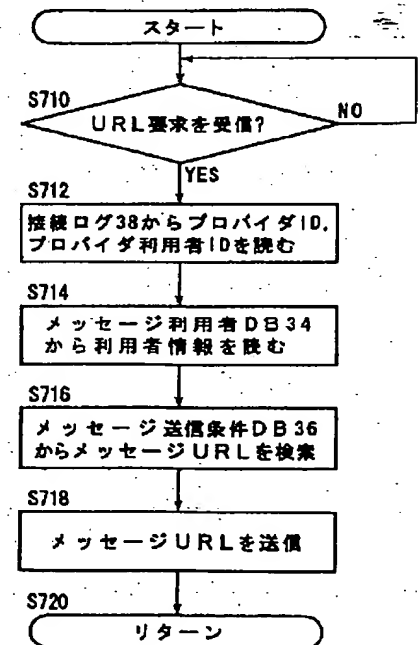 スタート
S710
URL要求を受信?
NO
YES
S712
接続ログ38からプロバイダID,
プロバイダ利用者IDを読む
S714
メッセージ利用者DB34
から利用者情報を読む
S716
メッセージ送信条件DB36
からメッセージURLを検索
S718
メッセージURLを送信
S720
リターン